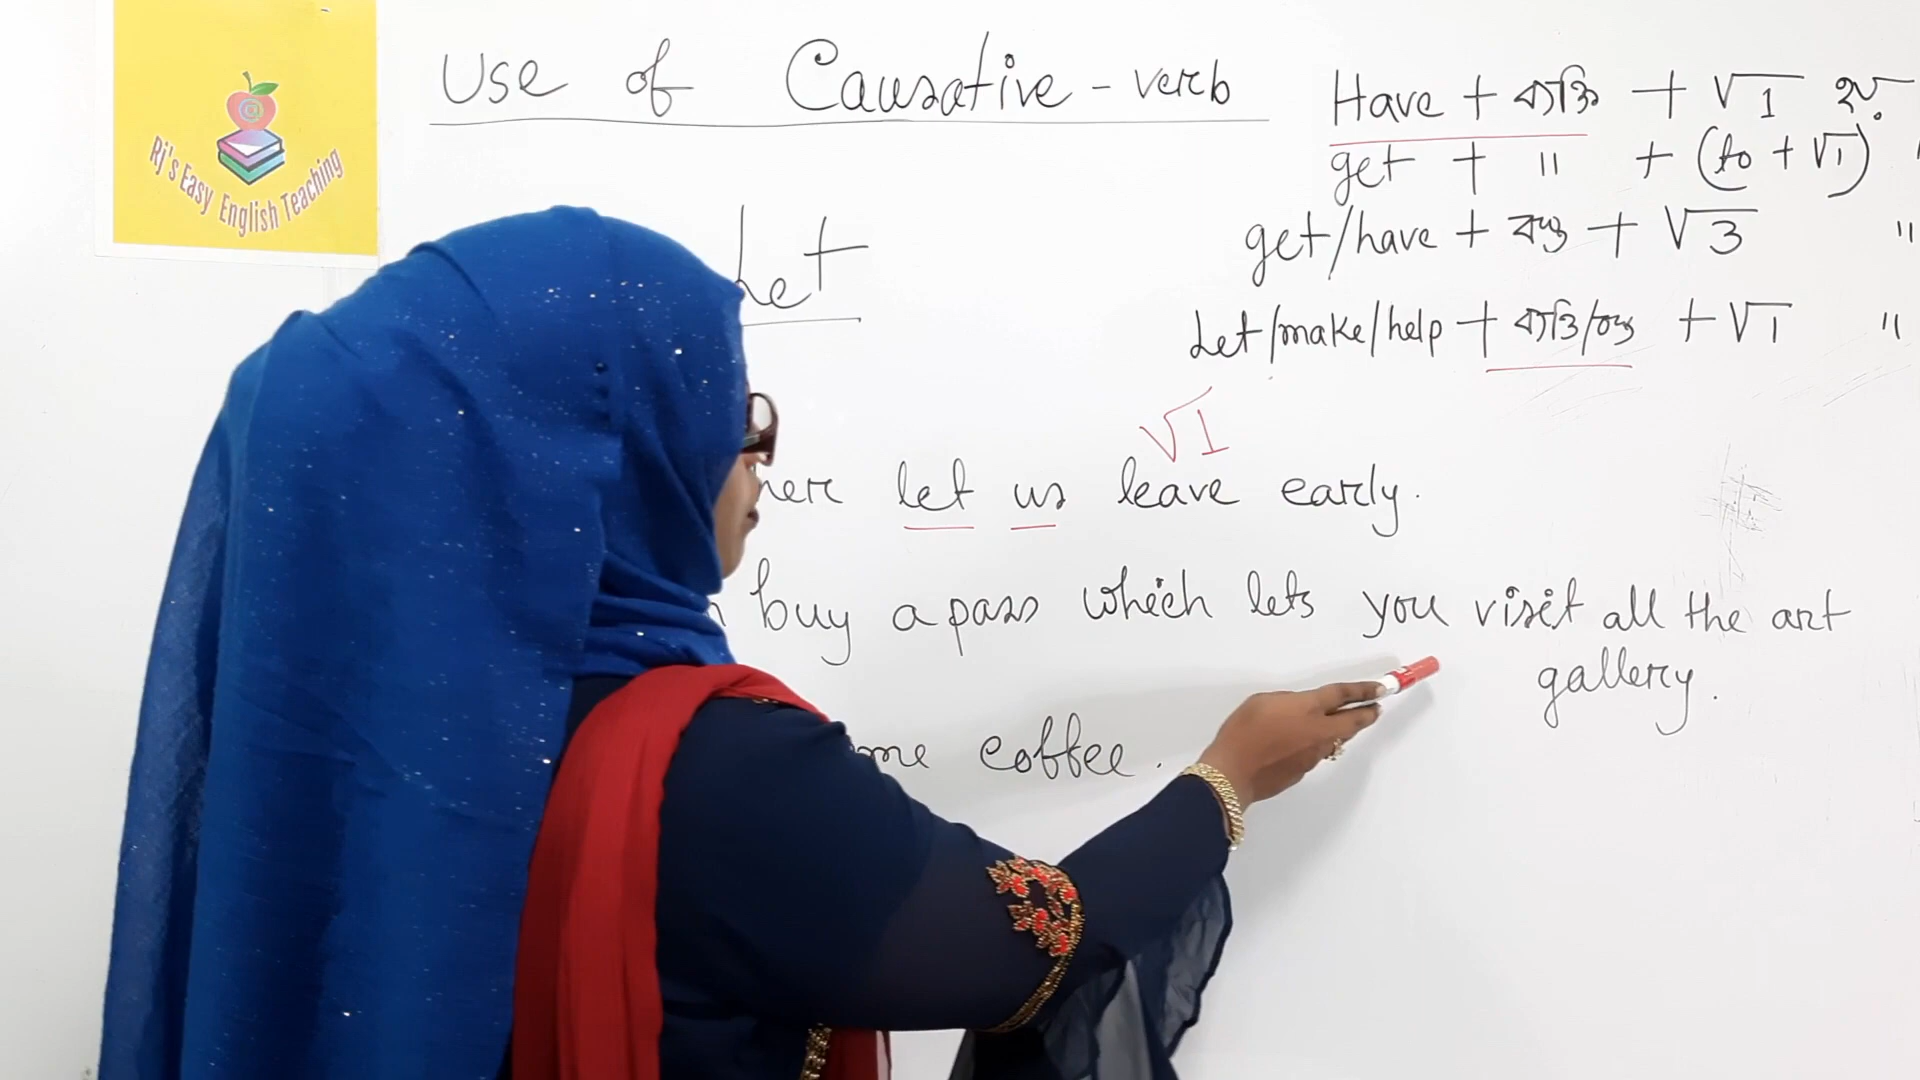 Rj's Easy English Teaching
Use of Causative-verb
Have + ব্যক্তি + V1 হয়
get + " + (to + V1) "
get/have + বস্তু + V3 "
Let
Let/make/help + ব্যক্তি/বস্তু + V1 "
V1
let us leave early.
buy a pass which lets you visit all the art
gallery.
coffee.